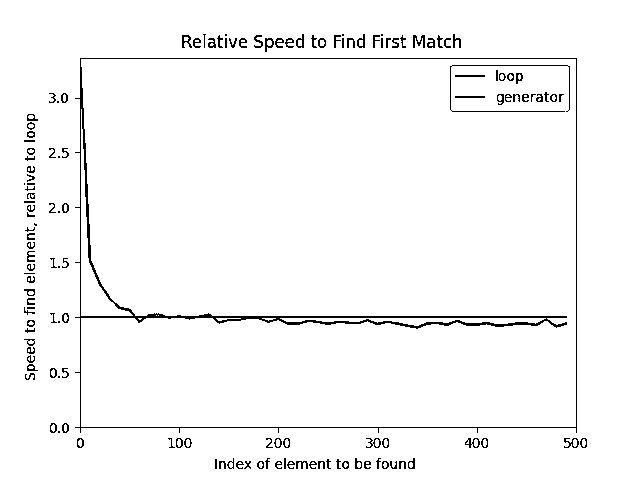 Relative Speed to Find First Match
loop
generator
Speed to find element, relative to loop
3.0
2.5
2.0
1.5
1.0
0.5
0.0
0 100 200 300 400 500
Index of element to be found